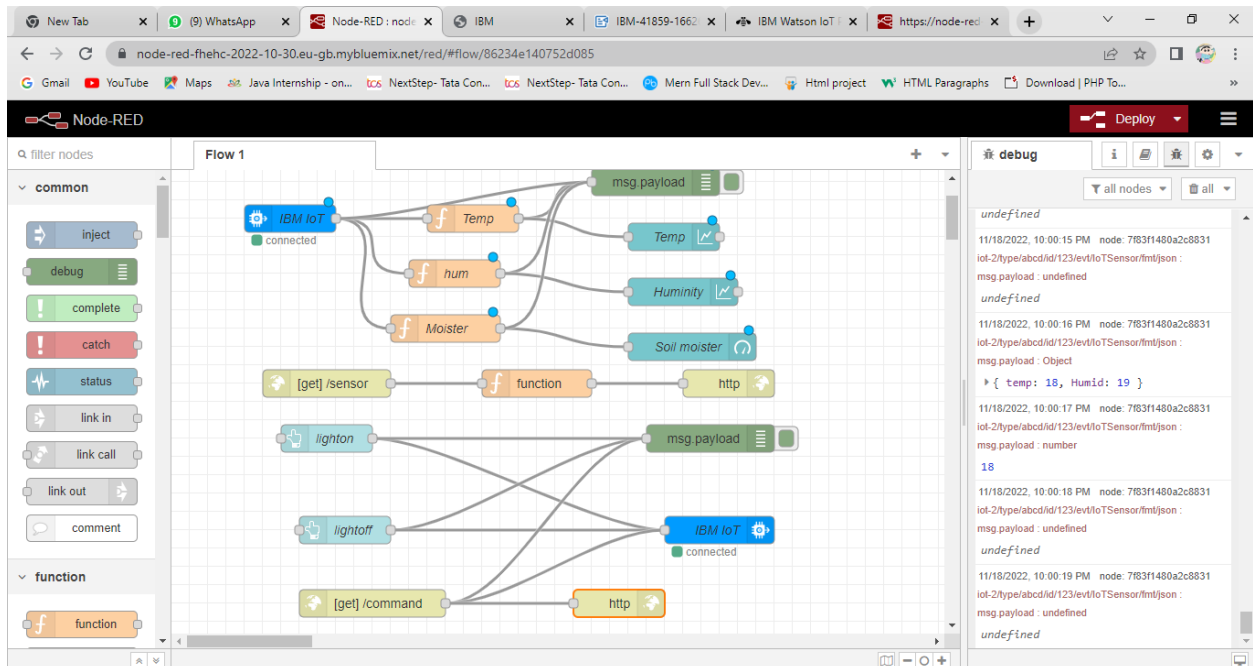 New Tab
(9) WhatsApp
Node-RED : node
IBM
IBM-41859-1662
IBM Watson IoT
https://node-red
node-red-fhehc-2022-10-30.eu-gb.mybluemix.net/red/#flow/86234e140752d085
Gmail
YouTube
Maps
Java Internship - on...
NextStep- Tata Con...
NextStep- Tata Con...
Mern Full Stack Dev...
Html project
HTML Paragraphs
Download | PHP To...
»
Node-RED
Deploy
filter nodes
common
inject
debug
complete
catch
status
link in
link call
link out
comment
function
function
Flow 1
msg.payload
IBM IoT
connected
Temp
Temp
hum
Huminity
Moister
Soil moister
[get] /sensor
function
http
lighton
msg.payload
lightoff
IBM IoT
connected
[get] /command
http
debug
all nodes
all
undefined
11/18/2022, 10:00:15 PM node: 7f83f1480a2c8831
iot-2/type/abcd/id/123/evt/IoTSensor/fmt/json :
msg.payload : undefined
undefined
11/18/2022, 10:00:16 PM node: 7f83f1480a2c8831
iot-2/type/abcd/id/123/evt/IoTSensor/fmt/json :
msg.payload : Object
{ temp: 18, Humid: 19 }
11/18/2022, 10:00:17 PM node: 7f83f1480a2c8831
iot-2/type/abcd/id/123/evt/IoTSensor/fmt/json :
msg.payload : number
18
11/18/2022, 10:00:18 PM node: 7f83f1480a2c8831
iot-2/type/abcd/id/123/evt/IoTSensor/fmt/json :
msg.payload : undefined
undefined
11/18/2022, 10:00:19 PM node: 7f83f1480a2c8831
iot-2/type/abcd/id/123/evt/IoTSensor/fmt/json :
msg.payload : undefined
undefined